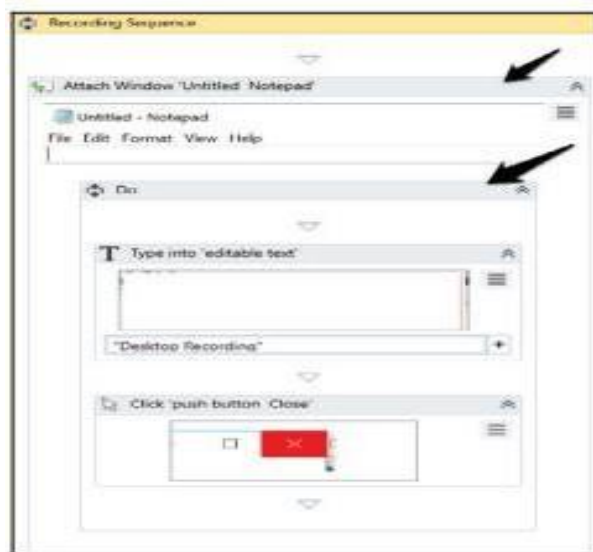 Recording Sequence
Attach Window 'Untitled Notepad'
Untitled - Notepad
File Edit Format View Help
Do
Type into 'editable text'
"Desktop Recording"
Click 'push button Close'